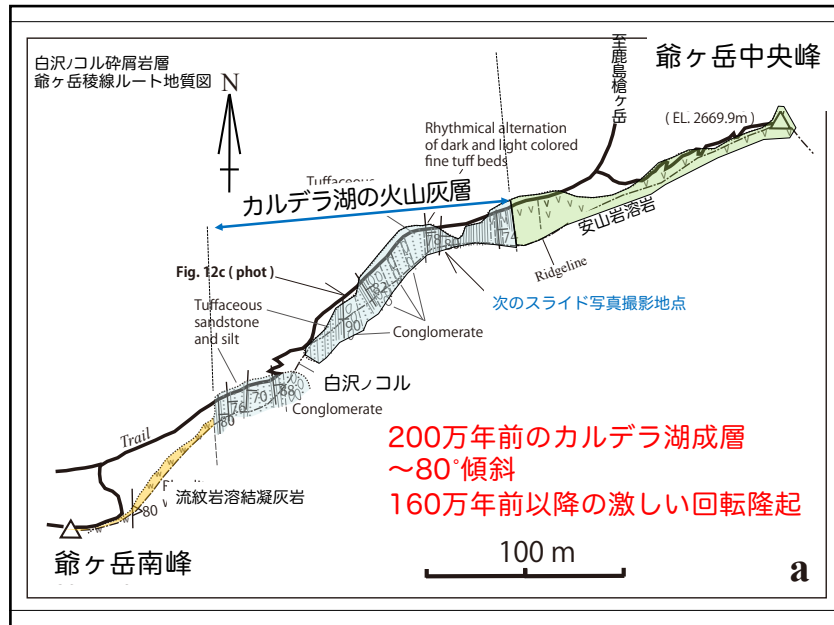 白沢ノコル砕屑岩層
爺ヶ岳稜線ルート地質図
N
至鹿島槍ヶ岳
爺ヶ岳中央峰
( EL. 2669.9m )
Rhythmical alternation
of dark and light colored
fine tuff beds
Tuffaceous
カルデラ湖の火山灰層
安山岩溶岩
Ridgeline
74
80
78
Fig. 12c ( phot )
82
次のスライド写真撮影地点
Tuffaceous
sandstone
and silt
90
Conglomerate
白沢ノコル
Conglomerate
88
70
76
80
Trail
200万年前のカルデラ湖成層
～80°傾斜
160万年前以降の激しい回転隆起
流紋岩溶結凝灰岩
80
爺ヶ岳南峰
100 m
a